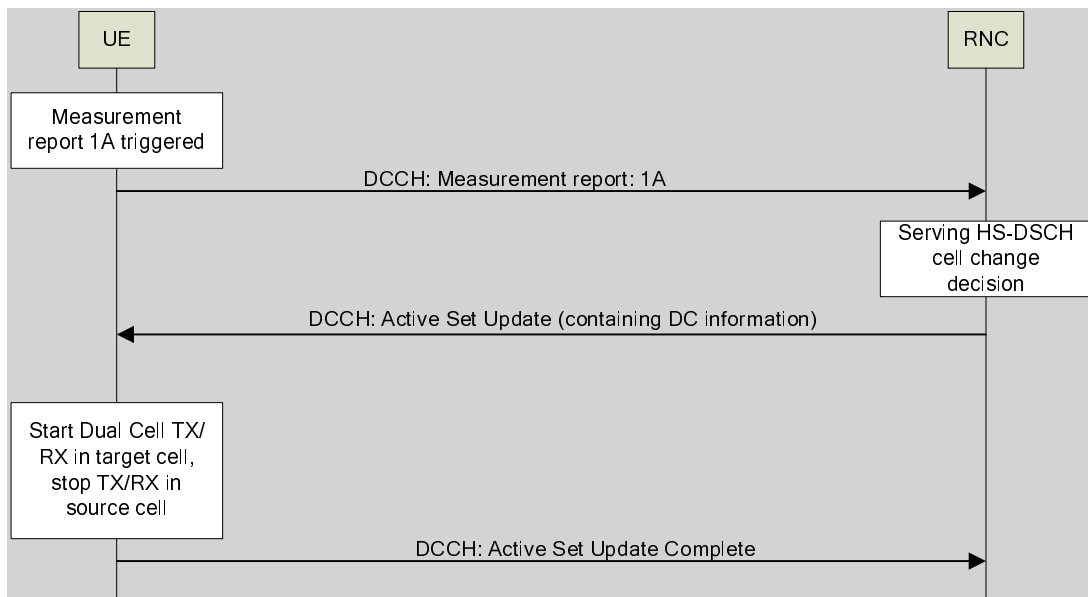 UE
RNC
Measurement
report 1A triggered
DCCH: Measurement report: 1A
Serving HS-DSCH
cell change
decision
DCCH: Active Set Update (containing DC information)
Start Dual Cell TX/
RX in target cell,
stop TX/RX in
source cell
DCCH: Active Set Update Complete